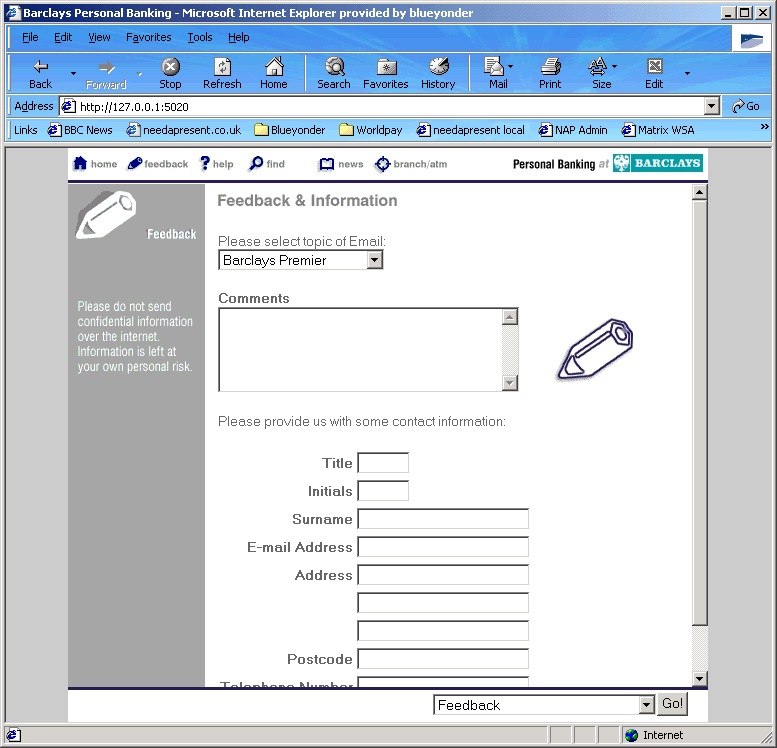 Barclays Personal Banking - Microsoft Internet Explorer provided by blueyonder
File Edit View Favorites Tools Help
Back Forward Stop Refresh Home Search Favorites History Mail Print Size Edit
Address http://127.0.0.1:5020 Go
Links BBC News needapresent.co.uk Blueyonder Worldpay needapresent local NAP Admin Matrix WSA »
home feedback help find news branch/atm Personal Banking at BARCLAYS
Feedback
Please do not send
confidential information
over the internet.
Information is left at
your own personal risk.
Feedback & Information
Please select topic of Email:
Barclays Premier
Comments
Please provide us with some contact information:
Title
Initials
Surname
E-mail Address
Address
Postcode
Telephone Number
Feedback Go!
Internet